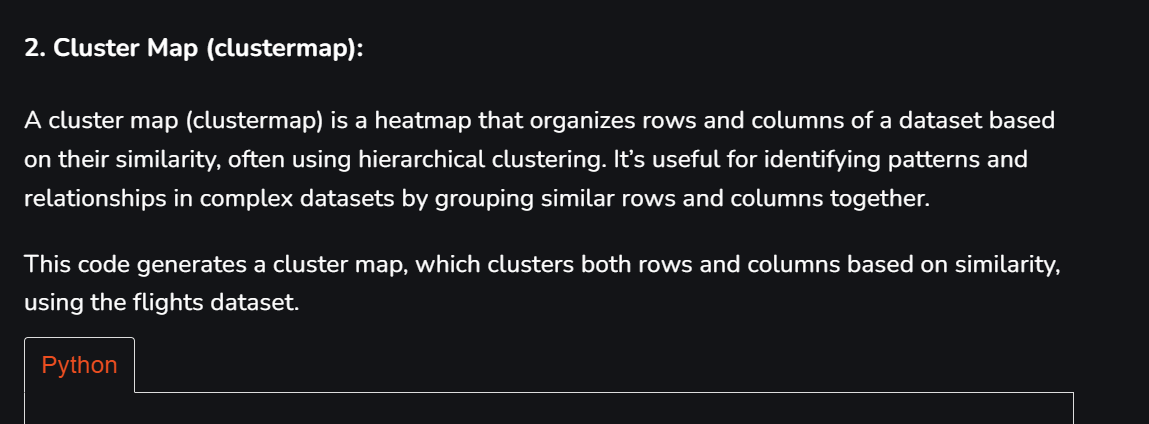 2. Cluster Map (clustermap):
A cluster map (clustermap) is a heatmap that organizes rows and columns of a dataset based
on their similarity, often using hierarchical clustering. It’s useful for identifying patterns and
relationships in complex datasets by grouping similar rows and columns together.
This code generates a cluster map, which clusters both rows and columns based on similarity,
using the flights dataset.
Python